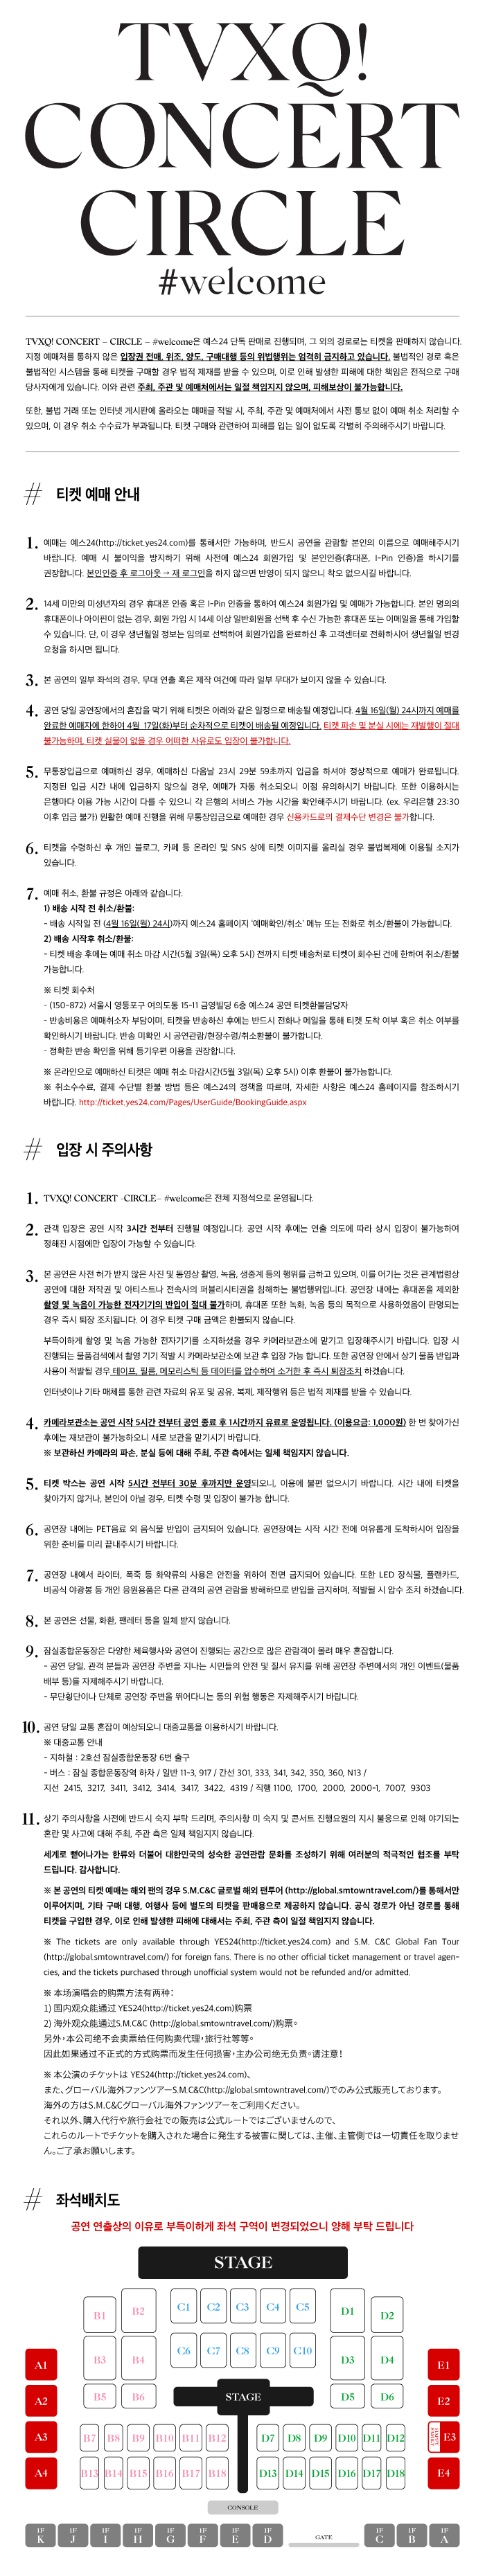 TVXQ!
CONCERT
CIRCLE
#welcome
TVXQ! CONCERT – CIRCLE – #welcome은 예스24 단독 판매로 진행되며, 그 외의 경로로는 티켓을 판매하지 않습니다.
지정 예매처를 통하지 않은 입장권 전매, 위조, 양도, 구매대행 등의 위법행위는 엄격히 금지하고 있습니다. 불법적인 경로 혹은
불법적인 시스템을 통해 티켓을 구매할 경우 법적 제재를 받을 수 있으며, 이로 인해 발생한 피해에 대한 책임은 전적으로 구매
당사자에게 있습니다. 이와 관련 주최, 주관 및 예매처에서는 일절 책임지지 않으며, 피해보상이 불가능합니다.
또한, 불법 거래 또는 인터넷 게시판에 올라오는 매매글 적발 시, 주최, 주관 및 예매처에서 사전 통보 없이 예매 취소 처리할 수
있으며, 이 경우 취소 수수료가 부과됩니다. 티켓 구매와 관련하여 피해를 입는 일이 없도록 각별히 주의해주시기 바랍니다.
# 티켓 예매 안내
1. 예매는 예스24(http://ticket.yes24.com)를 통해서만 가능하며, 반드시 공연을 관람할 본인의 이름으로 예매해주시기
바랍니다. 예매 시 불이익을 방지하기 위해 사전에 예스24 회원가입 및 본인인증(휴대폰, I-Pin 인증)을 하시기를
권장합니다. 본인인증 후 로그아웃 → 재 로그인을 하지 않으면 반영이 되지 않으니 착오 없으시길 바랍니다.
2. 14세 미만의 미성년자의 경우 휴대폰 인증 혹은 I-Pin 인증을 통하여 예스24 회원가입 및 예매가 가능합니다. 본인 명의의
휴대폰이나 아이핀이 없는 경우, 회원 가입 시 14세 이상 일반회원을 선택 후 수신 가능한 휴대폰 또는 이메일을 통해 가입할
수 있습니다. 단, 이 경우 생년월일 정보는 임의로 선택하여 회원가입을 완료하신 후 고객센터로 전화하시어 생년월일 변경
요청을 하시면 됩니다.
3. 본 공연의 일부 좌석의 경우, 무대 연출 혹은 제작 여건에 따라 일부 무대가 보이지 않을 수 있습니다.
4. 공연 당일 공연장에서의 혼잡을 막기 위해 티켓은 아래와 같은 일정으로 배송될 예정입니다. 4월 16일(월) 24시까지 예매를
완료한 예매자에 한하여 4월 17일(화)부터 순차적으로 티켓이 배송될 예정입니다. 티켓 파손 및 분실 시에는 재발행이 절대
불가능하며, 티켓 실물이 없을 경우 어떠한 사유로도 입장이 불가합니다.
5. 무통장입금으로 예매하신 경우, 예매하신 다음날 23시 29분 59초까지 입금을 하셔야 정상적으로 예매가 완료됩니다.
지정된 입금 시간 내에 입금하지 않으실 경우, 예매가 자동 취소되오니 이점 유의하시기 바랍니다. 또한 이용하시는
은행마다 이용 가능 시간이 다를 수 있으니 각 은행의 서비스 가능 시간을 확인해주시기 바랍니다. (ex. 우리은행 23:30
이후 입금 불가) 원활한 예매 진행을 위해 무통장입금으로 예매한 경우 신용카드로의 결제수단 변경은 불가합니다.
6. 티켓을 수령하신 후 개인 블로그, 카페 등 온라인 및 SNS 상에 티켓 이미지를 올리실 경우 불법복제에 이용될 소지가
있습니다.
7. 예매 취소, 환불 규정은 아래와 같습니다.
1) 배송 시작 전 취소/환불:
- 배송 시작일 전 (4월 16일(월) 24시)까지 예스24 홈페이지 '예매확인/취소' 메뉴 또는 전화로 취소/환불이 가능합니다.
2) 배송 시작후 취소/환불:
- 티켓 배송 후에는 예매 취소 마감 시간(5월 3일(목) 오후 5시) 전까지 티켓 배송처로 티켓이 회수된 건에 한하여 취소/환불
가능합니다.
※ 티켓 회수처
- (150-872) 서울시 영등포구 여의도동 15-11 금영빌딩 6층 예스24 공연 티켓환불담당자
- 반송비용은 예매취소자 부담이며, 티켓을 반송하신 후에는 반드시 전화나 메일을 통해 티켓 도착 여부 혹은 취소 여부를
확인하시기 바랍니다. 반송 미확인 시 공연관람/현장수령/취소환불이 불가합니다.
- 정확한 반송 확인을 위해 등기우편 이용을 권장합니다.
※ 온라인으로 예매하신 티켓은 예매 취소 마감시간(5월 3일(목) 오후 5시) 이후 환불이 불가능합니다.
※ 취소수수료, 결제 수단별 환불 방법 등은 예스24의 정책을 따르며, 자세한 사항은 예스24 홈페이지를 참조하시기
바랍니다. http://ticket.yes24.com/Pages/UserGuide/BookingGuide.aspx
# 입장 시 주의사항
1. TVXQ! CONCERT -CIRCLE– #welcome은 전체 지정석으로 운영됩니다.
2. 관객 입장은 공연 시작 3시간 전부터 진행될 예정입니다. 공연 시작 후에는 연출 의도에 따라 상시 입장이 불가능하여
정해진 시점에만 입장이 가능할 수 있습니다.
3. 본 공연은 사전 허가 받지 않은 사진 및 동영상 촬영, 녹음, 생중계 등의 행위를 금하고 있으며, 이를 어기는 것은 관계법령상
공연에 대한 저작권 및 아티스트나 전속사의 퍼블리시티권을 침해하는 불법행위입니다. 공연장 내에는 휴대폰을 제외한
촬영 및 녹음이 가능한 전자기기의 반입이 절대 불가하며, 휴대폰 또한 녹화, 녹음 등의 목적으로 사용하였음이 판명되는
경우 즉시 퇴장 조치됩니다. 이 경우 티켓 구매 금액은 환불되지 않습니다.
부득이하게 촬영 및 녹음 가능한 전자기기를 소지하셨을 경우 카메라보관소에 맡기고 입장해주시기 바랍니다. 입장 시
진행되는 물품검색에서 촬영 기기 적발 시 카메라보관소에 보관 후 입장 가능 합니다. 또한 공연장 안에서 상기 물품 반입과
사용이 적발될 경우 테이프, 필름, 메모리스틱 등 데이터를 압수하여 소거한 후 즉시 퇴장조치 하겠습니다.
인터넷이나 기타 매체를 통한 관련 자료의 유포 및 공유, 복제, 제작행위 등은 법적 제재를 받을 수 있습니다.
4. 카메라보관소는 공연 시작 5시간 전부터 공연 종료 후 1시간까지 유료로 운영됩니다. (이용요금: 1,000원) 한 번 찾아가신
후에는 재보관이 불가능하오니 새로 보관을 맡기시기 바랍니다.
※ 보관하신 카메라의 파손, 분실 등에 대해 주최, 주관 측에서는 일체 책임지지 않습니다.
5. 티켓 박스는 공연 시작 5시간 전부터 30분 후까지만 운영되오니, 이용에 불편 없으시기 바랍니다. 시간 내에 티켓을
찾아가지 않거나, 본인이 아닐 경우, 티켓 수령 및 입장이 불가능 합니다.
6. 공연장 내에는 PET음료 외 음식물 반입이 금지되어 있습니다. 공연장에는 시작 시간 전에 여유롭게 도착하시어 입장을
위한 준비를 미리 끝내주시기 바랍니다.
7. 공연장 내에서 라이터, 폭죽 등 화약류의 사용은 안전을 위하여 전면 금지되어 있습니다. 또한 LED 장식물, 플랜카드,
비공식 야광봉 등 개인 응원용품은 다른 관객의 공연 관람을 방해하므로 반입을 금지하며, 적발될 시 압수 조치 하겠습니다.
8. 본 공연은 선물, 화환, 팬레터 등을 일체 받지 않습니다.
9. 잠실종합운동장은 다양한 체육행사와 공연이 진행되는 공간으로 많은 관람객이 몰려 매우 혼잡합니다.
- 공연 당일, 관객 분들과 공연장 주변을 지나는 시민들의 안전 및 질서 유지를 위해 공연장 주변에서의 개인 이벤트(물품
배부 등)를 자제해주시기 바랍니다.
- 무단횡단이나 단체로 공연장 주변을 뛰어다니는 등의 위험 행동은 자제해주시기 바랍니다.
10. 공연 당일 교통 혼잡이 예상되오니 대중교통을 이용하시기 바랍니다.
※ 대중교통 안내
- 지하철 : 2호선 잠실종합운동장 6번 출구
- 버스 : 잠실 종합운동장역 하차 / 일반 11-3, 917 / 간선 301, 333, 341, 342, 350, 360, N13 /
지선 2415, 3217, 3411, 3412, 3414, 3417, 3422, 4319 / 직행 1100, 1700, 2000, 2000-1, 7007, 9303
11. 상기 주의사항을 사전에 반드시 숙지 부탁 드리며, 주의사항 미 숙지 및 콘서트 진행요원의 지시 불응으로 인해 야기되는
혼란 및 사고에 대해 주최, 주관 측은 일체 책임지지 않습니다.
세계로 뻗어나가는 한류와 더불어 대한민국의 성숙한 공연관람 문화를 조성하기 위해 여러분의 적극적인 협조를 부탁
드립니다. 감사합니다.
※ 본 공연의 티켓 예매는 해외 팬의 경우 S.M.C&C 글로벌 해외 팬투어 (http://global.smtowntravel.com/)를 통해서만
이루어지며, 기타 구매 대행, 여행사 등에 별도의 티켓을 판매용으로 제공하지 않습니다. 공식 경로가 아닌 경로를 통해
티켓을 구입한 경우, 이로 인해 발생한 피해에 대해서는 주최, 주관 측이 일절 책임지지 않습니다.
※ The tickets are only available through YES24(http://ticket.yes24.com) and S.M. C&C Global Fan Tour
(http://global.smtowntravel.com/) for foreign fans. There is no other official ticket management or travel agen-
cies, and the tickets purchased through unofficial system would not be refunded and/or admitted.
※ 本场演唱会的购票方法有两种：
1) 国内观众能通过 YES24(http://ticket.yes24.com)购票
2) 海外观众能通过S.M.C&C (http://global.smtowntravel.com/)购票。
另外，本公司绝不会卖票给任何购卖代理，旅行社等等。
因此如果通过不正式的方式购票而发生任何损害，主办公司绝无负责。请注意！
※ 本公演のチケットは YES24(http://ticket.yes24.com)、
また、グローバル海外ファンツアーS.M.C&C(http://global.smtowntravel.com/)でのみ公式販売しております。
海外の方はS.M.C&Cグローバル海外ファンツアーをご利用ください。
それ以外、購入代行や旅行会社での販売は公式ルートではございませんので、
これらのルートでチケットを購入された場合に発生する被害に関しては、主催、主管側では一切責任を取りませ
ん。ご了承お願いします。
# 좌석배치도
공연 연출상의 이유로 부득이하게 좌석 구역이 변경되었으니 양해 부탁 드립니다
STAGE
B1 B2 C1 C2 C3 C4 C5 D1 D2
B3 B4 C6 C7 C8 C9 C10 D3 D4
A1 E1
B5 B6 STAGE D5 D6
A2 E2
A3 B7 B8 B9 B10 B11 B12 D7 D8 D9 D10 D11 D12 E3
A4 B13 B14 B15 B16 B17 B18 D13 D14 D15 D16 D17 D18 E4
CONSOLE
1F K 1F J 1F I 1F H 1F G 1F F 1F E 1F D GATE 1F C 1F B 1F A